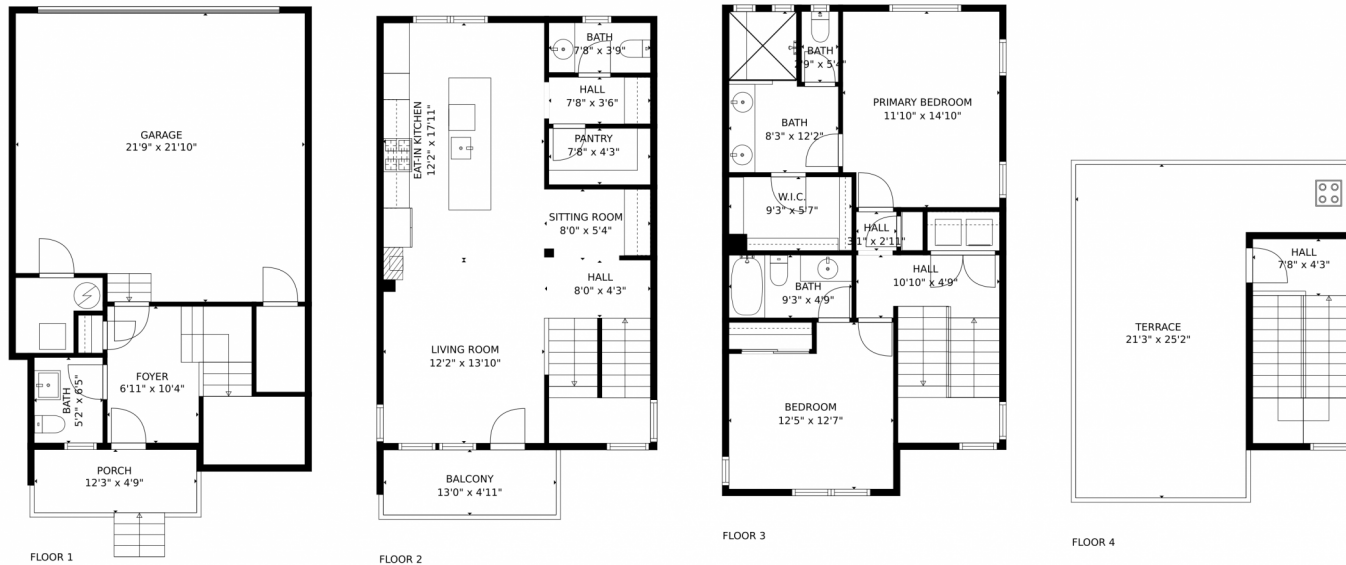 GARAGE
21'9" x 21'10"
FOYER
6'11" x 10'4"
BATH
5'2" x 6'5"
PORCH
12'3" x 4'9"
FLOOR 1
BATH
7'8" x 3'9"
HALL
7'8" x 3'6"
PANTRY
7'8" x 4'3"
EAT-IN KITCHEN
12'2" x 17'11"
SITTING ROOM
8'0" x 5'4"
HALL
8'0" x 4'3"
LIVING ROOM
12'2" x 13'10"
BALCONY
13'0" x 4'11"
FLOOR 2
BATH
2'9" x 5'4"
PRIMARY BEDROOM
11'10" x 14'10"
BATH
8'3" x 12'2"
W.I.C.
9'3" x 5'7"
HALL
3'1" x 2'11"
HALL
10'10" x 4'9"
BATH
9'3" x 4'9"
BEDROOM
12'5" x 12'7"
FLOOR 3
HALL
7'8" x 4'3"
TERRACE
21'3" x 25'2"
FLOOR 4